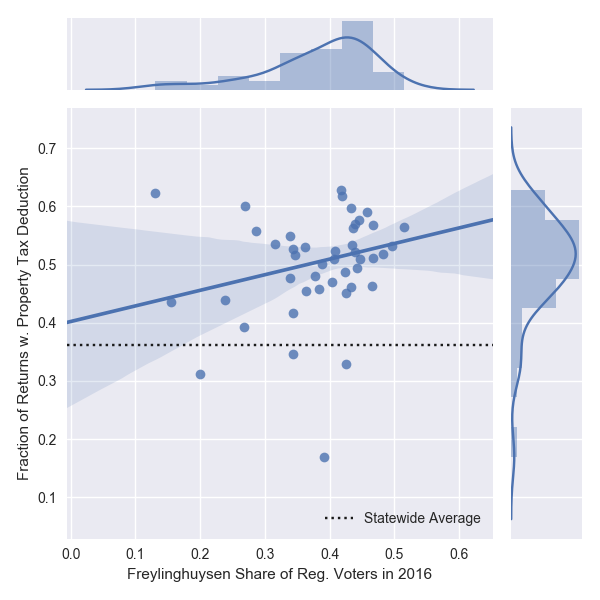 0.7
0.6
0.5
0.4
0.3
0.2
0.1
Fraction of Returns w. Property Tax Deduction
Statewide Average
0.0 0.1 0.2 0.3 0.4 0.5 0.6
Freylinghuysen Share of Reg. Voters in 2016